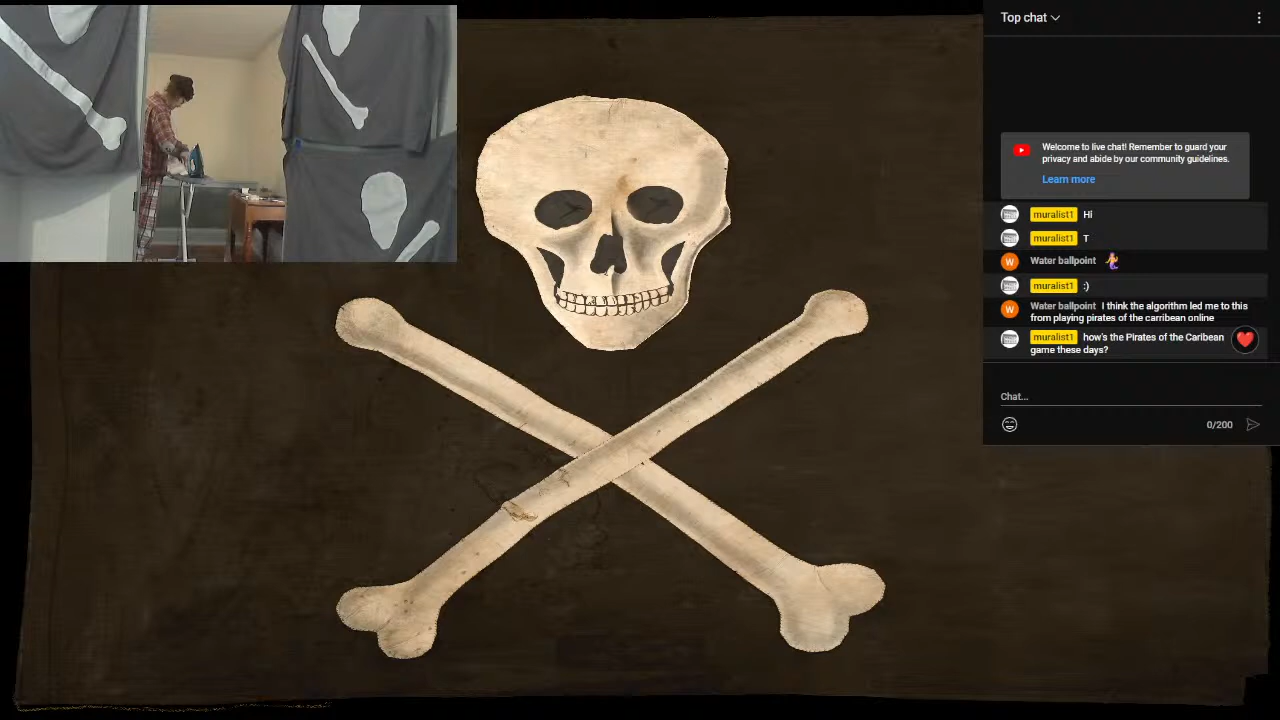 Top chat
Welcome to live chat! Remember to guard your
privacy and abide by our community guidelines.
Learn more
muralist1 Hi
muralist1 T
W Water ballpoint
muralist1 :)
W Water ballpoint I think the algorithm led me to this
from playing pirates of the carribean online
muralist1 how's the Pirates of the Caribean
game these days?
Chat...
0/200